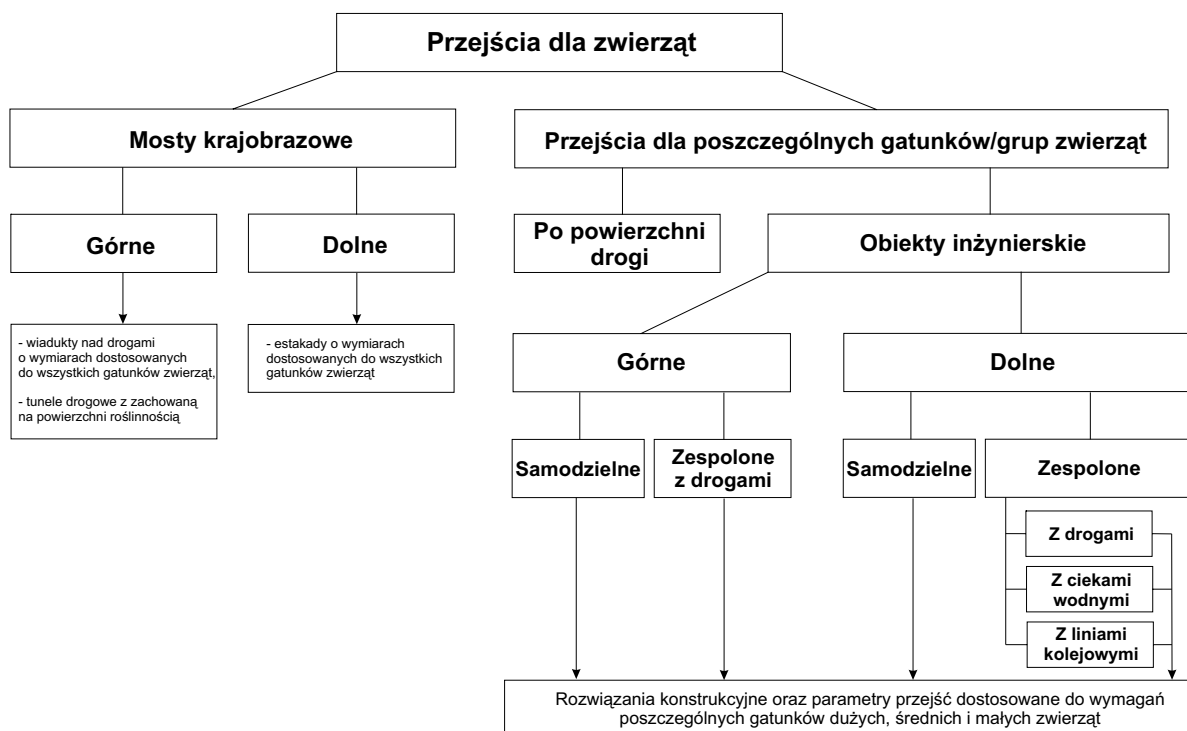 Przejścia dla zwierząt
Mosty krajobrazowe
Przejścia dla poszczególnych gatunków/grup zwierząt
Górne
Dolne
Po powierzchni
drogi
Obiekty inżynierskie
- wiadukty nad drogami
o wymiarach dostosowanych
do wszystkich gatunków zwierząt,
- tunele drogowe z zachowaną
na powierzchni roślinnością
- estakady o wymiarach
dostosowanych do wszystkich
gatunków zwierząt
Górne
Dolne
Samodzielne
Zespolone
z drogami
Samodzielne
Zespolone
Z drogami
Z ciekami
wodnymi
Z liniami
kolejowymi
Rozwiązania konstrukcyjne oraz parametry przejść dostosowane do wymagań
poszczególnych gatunków dużych, średnich i małych zwierząt